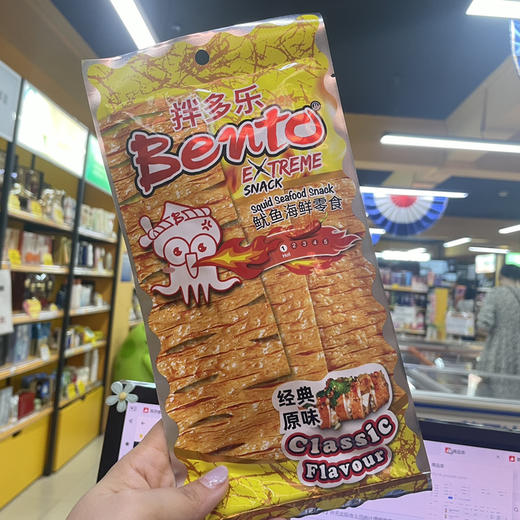 拌多乐
Bento
EXTREME
SNACK
Squid Seafood Snack
鱿鱼海鲜零食
1 2 3 4 5
Hot
经典
原味
Classic
Flavour